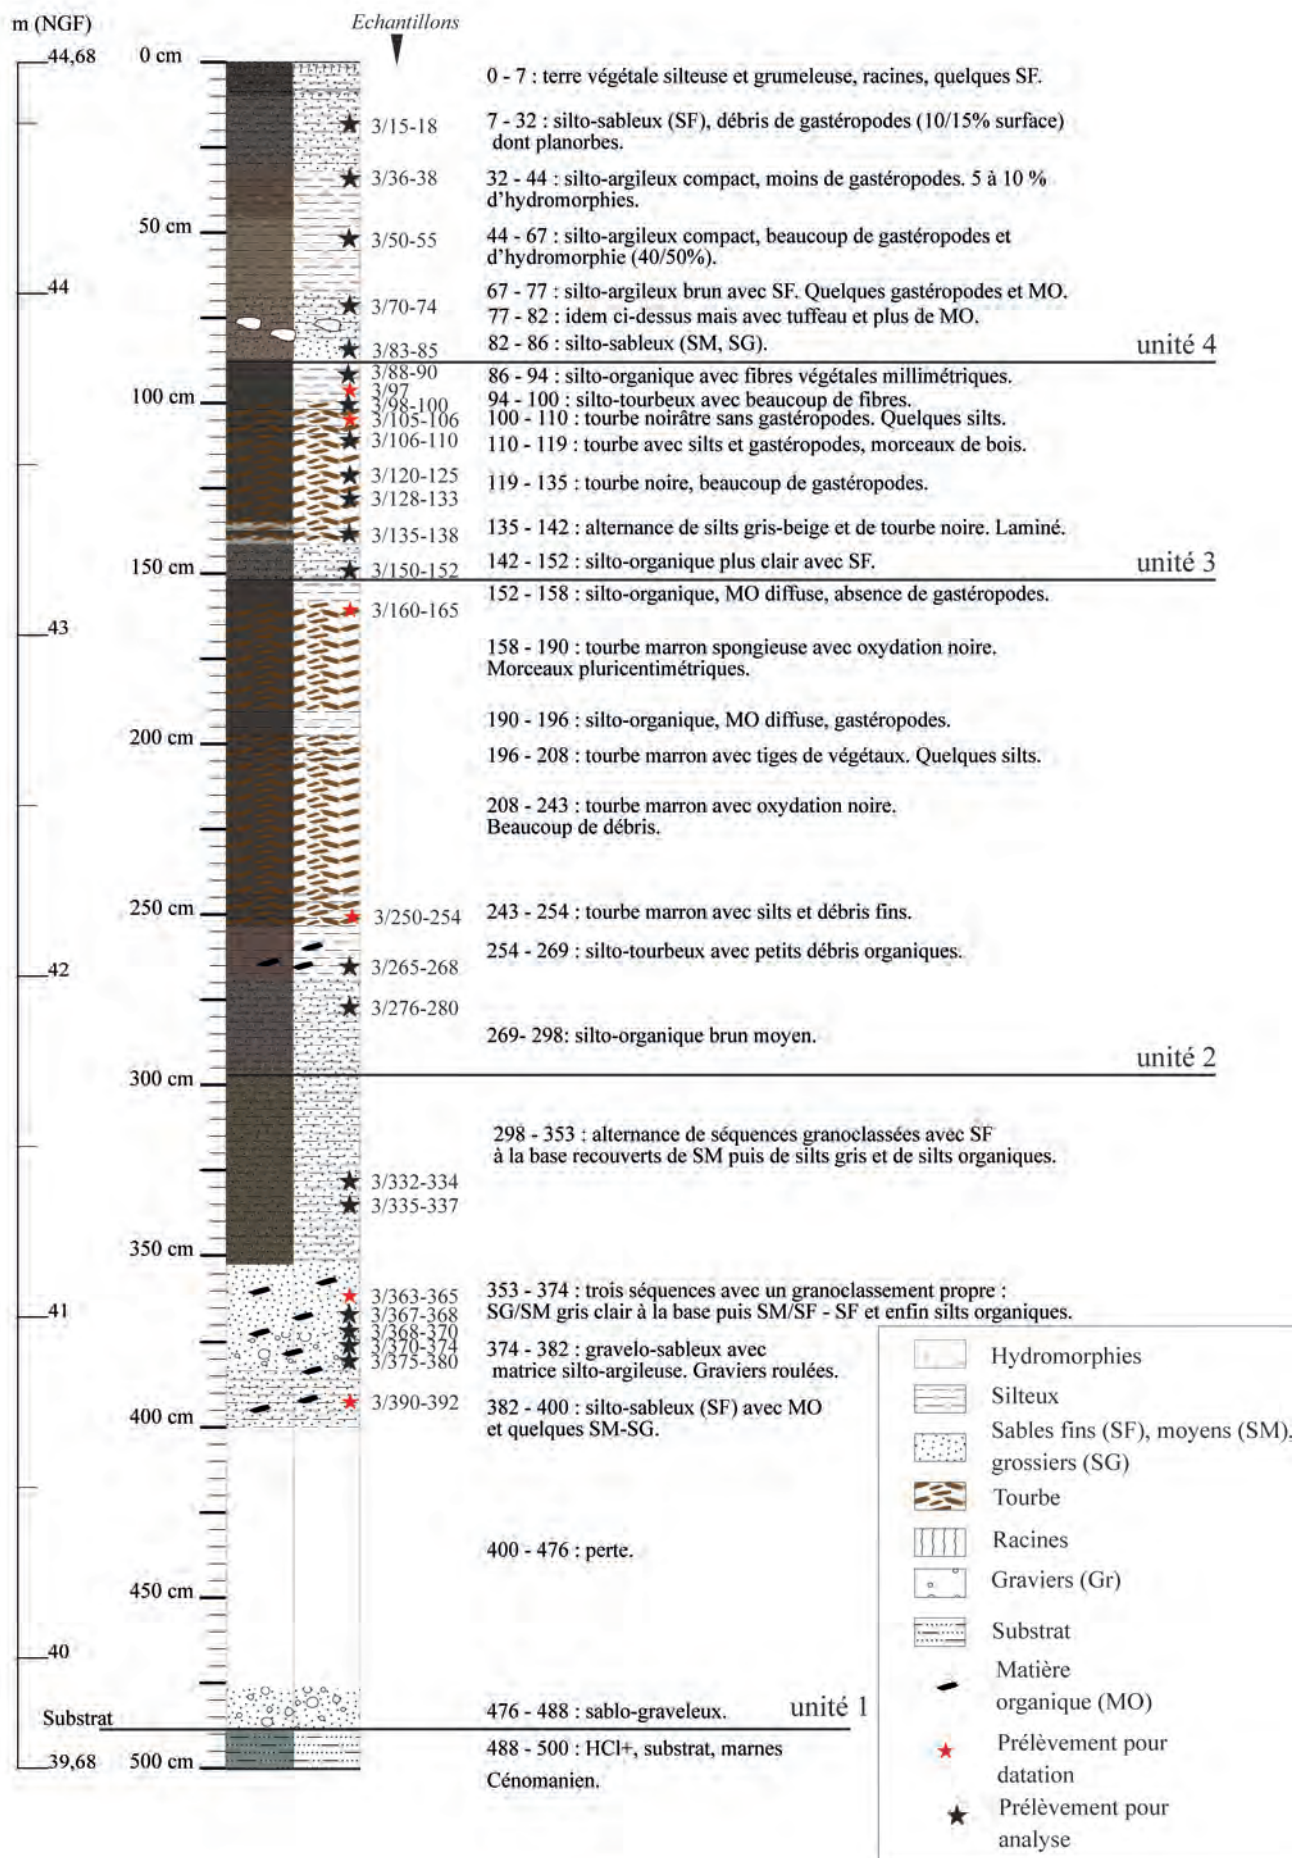 m (NGF)
Echantillons
44,68
0 cm
0 - 7 : terre végétale silteuse et grumeleuse, racines, quelques SF.
3/15-18
7 - 32 : silto-sableux (SF), débris de gastéropodes (10/15% surface)
dont planorbes.
3/36-38
32 - 44 : silto-argileux compact, moins de gastéropodes. 5 à 10 %
d'hydromorphies.
50 cm
3/50-55
44 - 67 : silto-argileux compact, beaucoup de gastéropodes et
d'hydromorphie (40/50%).
44
3/70-74
67 - 77 : silto-argileux brun avec SF. Quelques gastéropodes et MO.
77 - 82 : idem ci-dessus mais avec tuffeau et plus de MO.
3/83-85
82 - 86 : silto-sableux (SM, SG).
unité 4
3/88-90
86 - 94 : silto-organique avec fibres végétales millimétriques.
3/97
100 cm
3/98-100
94 - 100 : silto-tourbeux avec beaucoup de fibres.
3/105-106
100 - 110 : tourbe noirâtre sans gastéropodes. Quelques silts.
3/106-110
110 - 119 : tourbe avec silts et gastéropodes, morceaux de bois.
3/120-125
119 - 135 : tourbe noire, beaucoup de gastéropodes.
3/128-133
3/135-138
135 - 142 : alternance de silts gris-beige et de tourbe noire. Laminé.
150 cm
3/150-152
142 - 152 : silto-organique plus clair avec SF.
unité 3
152 - 158 : silto-organique, MO diffuse, absence de gastéropodes.
3/160-165
43
158 - 190 : tourbe marron spongieuse avec oxydation noire.
Morceaux pluricentimétriques.
190 - 196 : silto-organique, MO diffuse, gastéropodes.
200 cm
196 - 208 : tourbe marron avec tiges de végétaux. Quelques silts.
208 - 243 : tourbe marron avec oxydation noire.
Beaucoup de débris.
250 cm
3/250-254
243 - 254 : tourbe marron avec silts et débris fins.
254 - 269 : silto-tourbeux avec petits débris organiques.
3/265-268
42
3/276-280
269- 298: silto-organique brun moyen.
unité 2
300 cm
298 - 353 : alternance de séquences granoclassées avec SF
à la base recouverts de SM puis de silts gris et de silts organiques.
3/332-334
3/335-337
350 cm
3/363-365
353 - 374 : trois séquences avec un granoclassement propre :
SG/SM gris clair à la base puis SM/SF - SF et enfin silts organiques.
41
3/367-368
3/368-370
3/370-374
3/375-380
374 - 382 : gravelo-sableux avec
matrice silto-argileuse. Graviers roulées.
3/390-392
382 - 400 : silto-sableux (SF) avec MO
et quelques SM-SG.
400 cm
400 - 476 : perte.
450 cm
40
476 - 488 : sablo-graveleux.
unité 1
Substrat
488 - 500 : HCl+, substrat, marnes
Cénomanien.
39,68
500 cm
Hydromorphies
Silteux
Sables fins (SF), moyens (SM),
grossiers (SG)
Tourbe
Racines
Graviers (Gr)
Substrat
Matière
organique (MO)
Prélèvement pour
datation
Prélèvement pour
analyse